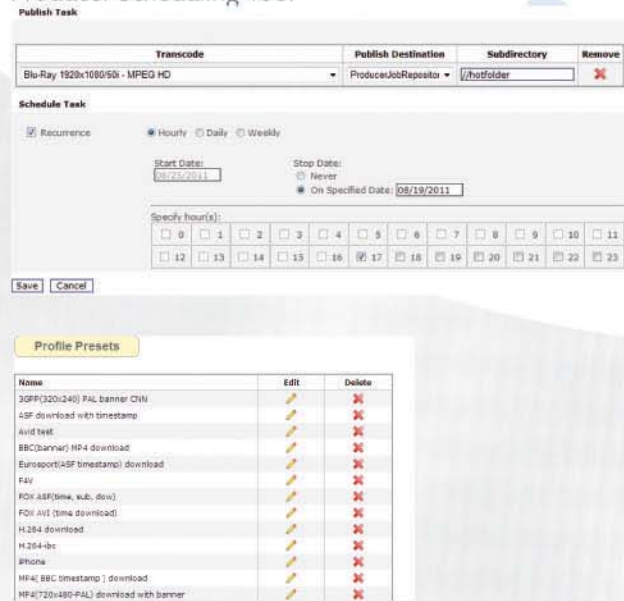 Publish Task
Transcode Publish Destination Subdirectory Remove
Blu-Ray 1920x1080/50i - MPEG HD ProducerJobRepositor //hotfolder
Schedule Task
Recurrence Hourly Daily Weekly
Start Date: Stop Date:
08/23/2011 Never
On Specified Date: 08/19/2011
Specify hour(s):
0 1 2 3 4 5 6 7 8 9 10 11
12 13 14 15 16 17 18 19 20 21 22 23
Save Cancel
Profile Presets
Name Edit Delete
3GPP(320x240) PAL banner CNN
ASF download with timestamp
Avid test
BBC(banner) MP4 download
Eurosport(ASF timestamp) download
F4V
FOX ASF(time, sub, dow)
FOX AVI (time download)
H.264 download
H.264-ibc
iPhone
MP4[ BBC timestamp ] download
MP4(720x480-PAL) download with banner